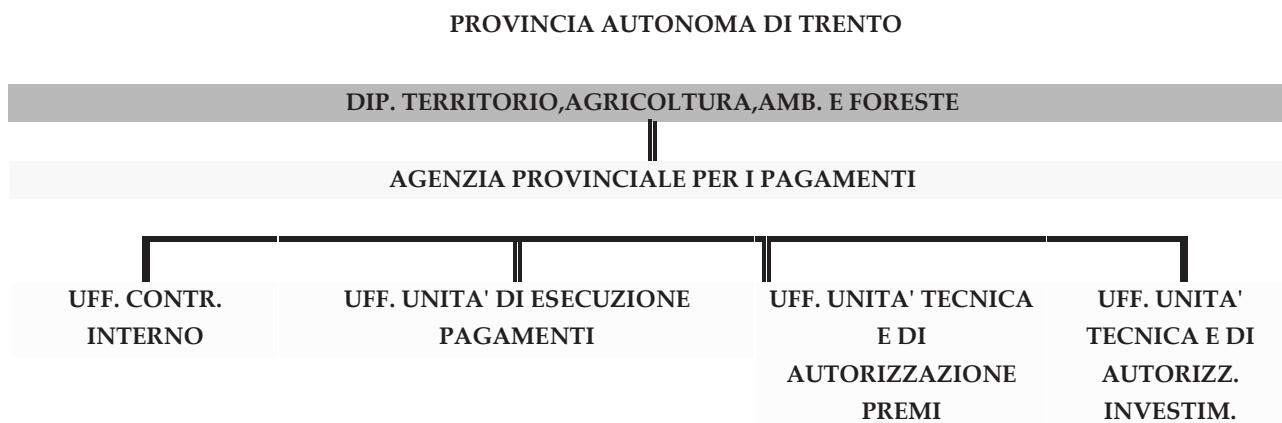 PROVINCIA AUTONOMA DI TRENTO
DIP. TERRITORIO,AGRICOLTURA,AMB. E FORESTE
AGENZIA PROVINCIALE PER I PAGAMENTI
UFF. CONTR.
INTERNO
UFF. UNITA' DI ESECUZIONE
PAGAMENTI
UFF. UNITA' TECNICA
E DI
AUTORIZZAZIONE
PREMI
UFF. UNITA'
TECNICA E DI
AUTORIZZ.
INVESTIM.